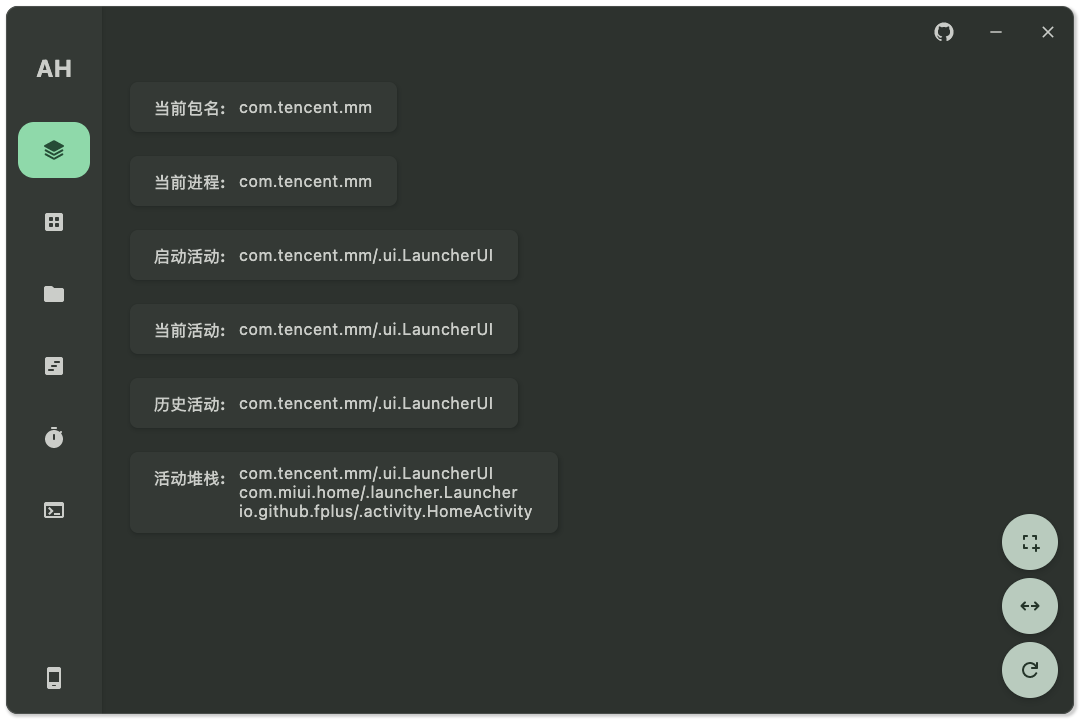 AH
当前包名: com.tencent.mm
当前进程: com.tencent.mm
启动活动: com.tencent.mm/.ui.LauncherUI
当前活动: com.tencent.mm/.ui.LauncherUI
历史活动: com.tencent.mm/.ui.LauncherUI
活动堆栈: com.tencent.mm/.ui.LauncherUI
com.miui.home/.launcher.Launcher
io.github.fplus/.activity.HomeActivity